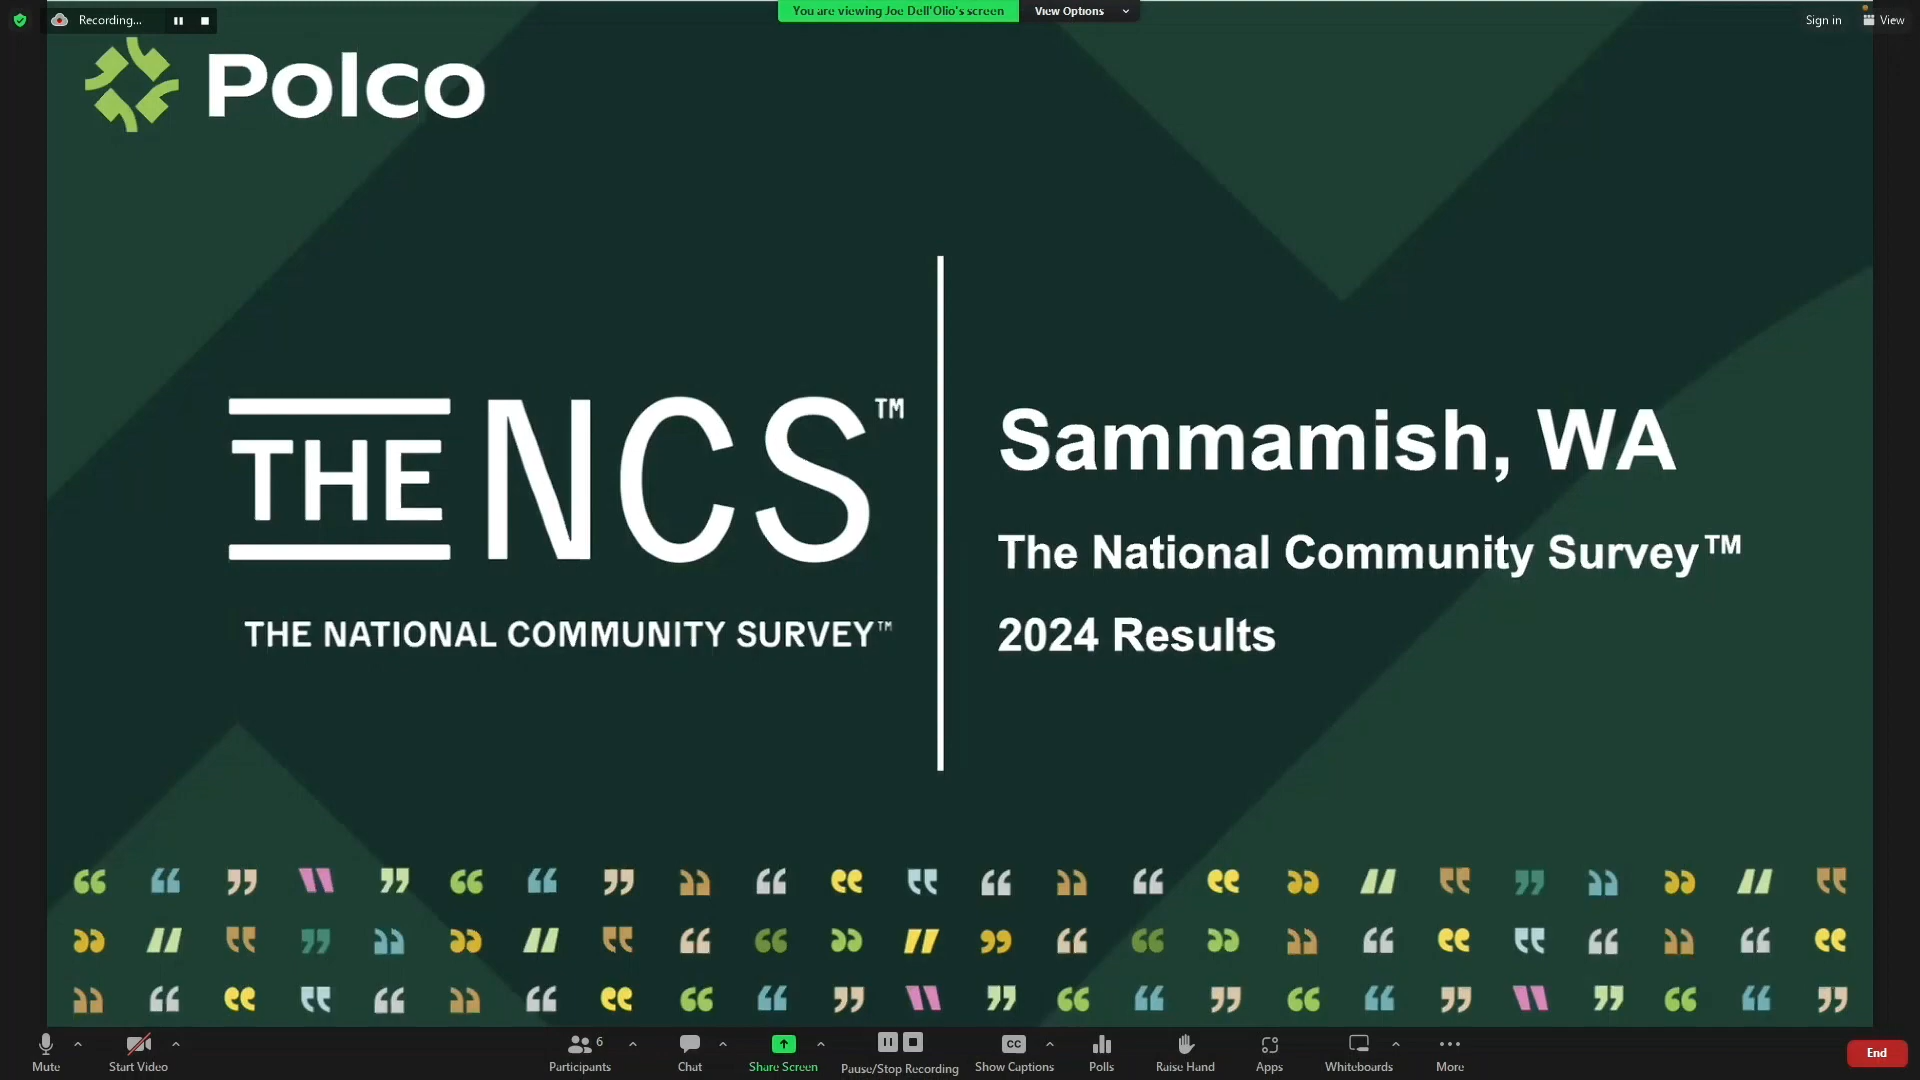 Recording...
You are viewing Joe Dell'Olio's screen
View Options
Sign in
View
Polco
THE NCS™
THE NATIONAL COMMUNITY SURVEY™
Sammamish, WA
The National Community Survey™
2024 Results
Mute
Start Video
6
Participants
Chat
Share Screen
Pause/Stop Recording
CC
Show Captions
Polls
Raise Hand
Apps
Whiteboards
More
End